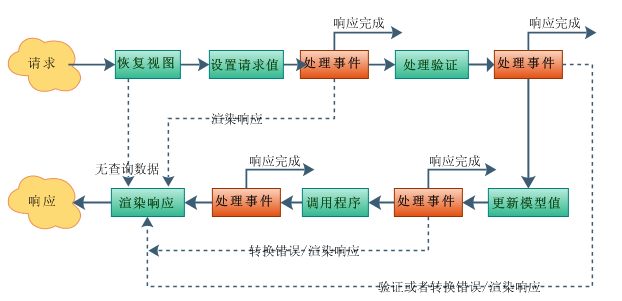 响应完成
响应完成
请求
恢复视图
设置请求值
处理事件
处理验证
处理事件
渲染响应
无查询数据
响应完成
响应完成
响应
渲染响应
处理事件
调用程序
处理事件
更新模型值
转换错误/渲染响应
验证或者转换错误/渲染响应